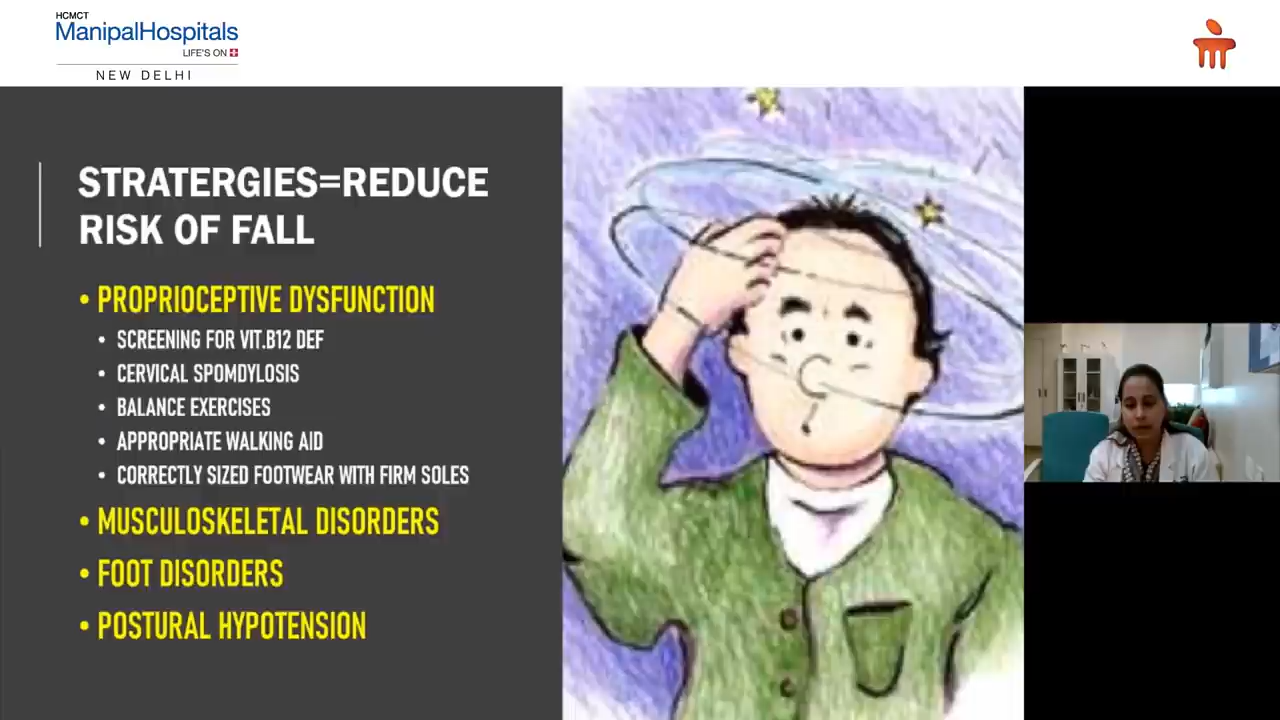 HCMCT
ManipalHospitals
LIFE'S ON
NEW DELHI
STRATERGIES=REDUCE
RISK OF FALL
• PROPRIOCEPTIVE DYSFUNCTION
• SCREENING FOR VIT.B12 DEF
• CERVICAL SPOMDYLOSIS
• BALANCE EXERCISES
• APPROPRIATE WALKING AID
• CORRECTLY SIZED FOOTWEAR WITH FIRM SOLES
• MUSCULOSKELETAL DISORDERS
• FOOT DISORDERS
• POSTURAL HYPOTENSION